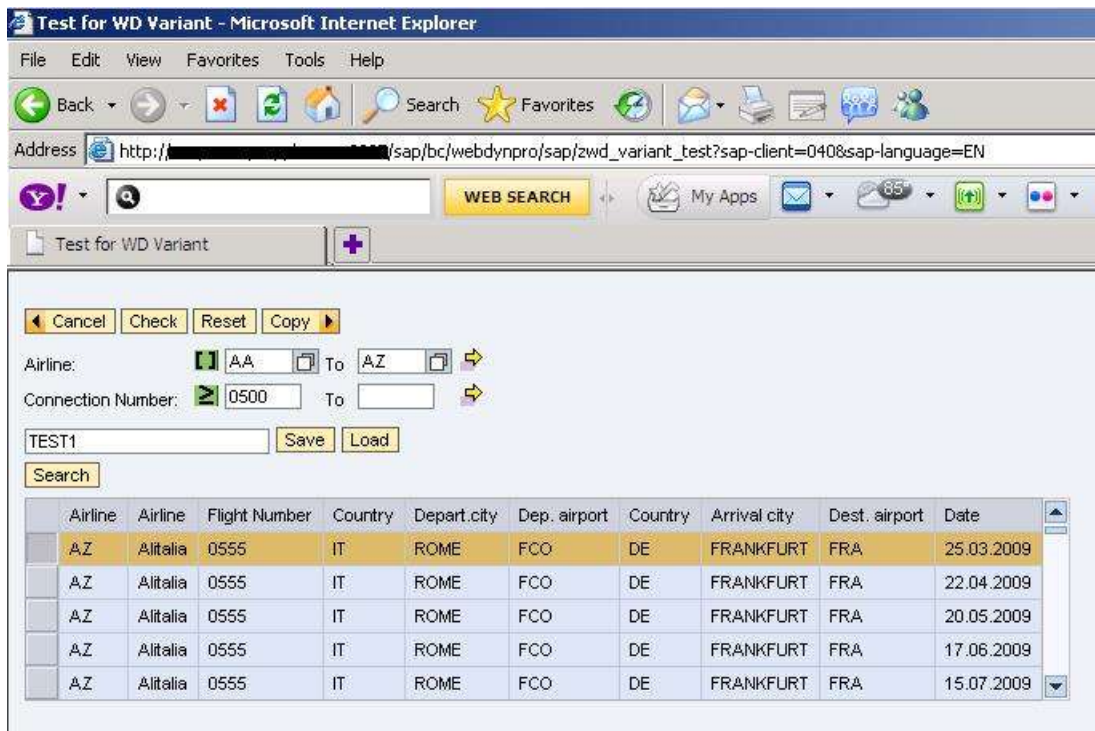 Test for WD Variant - Microsoft Internet Explorer
File Edit View Favorites Tools Help
Back Search Favorites
Address http:// /sap/bc/webdynpro/sap/zwd_variant_test?sap-client=040&sap-language=EN
Y! WEB SEARCH My Apps 85°
Test for WD Variant
Cancel Check Reset Copy
Airline: AA To AZ
Connection Number: ≥ 0500 To
TEST1 Save Load
Search
Airline Airline Flight Number Country Depart.city Dep. airport Country Arrival city Dest. airport Date
AZ Alitalia 0555 IT ROME FCO DE FRANKFURT FRA 25.03.2009
AZ Alitalia 0555 IT ROME FCO DE FRANKFURT FRA 22.04.2009
AZ Alitalia 0555 IT ROME FCO DE FRANKFURT FRA 20.05.2009
AZ Alitalia 0555 IT ROME FCO DE FRANKFURT FRA 17.06.2009
AZ Alitalia 0555 IT ROME FCO DE FRANKFURT FRA 15.07.2009